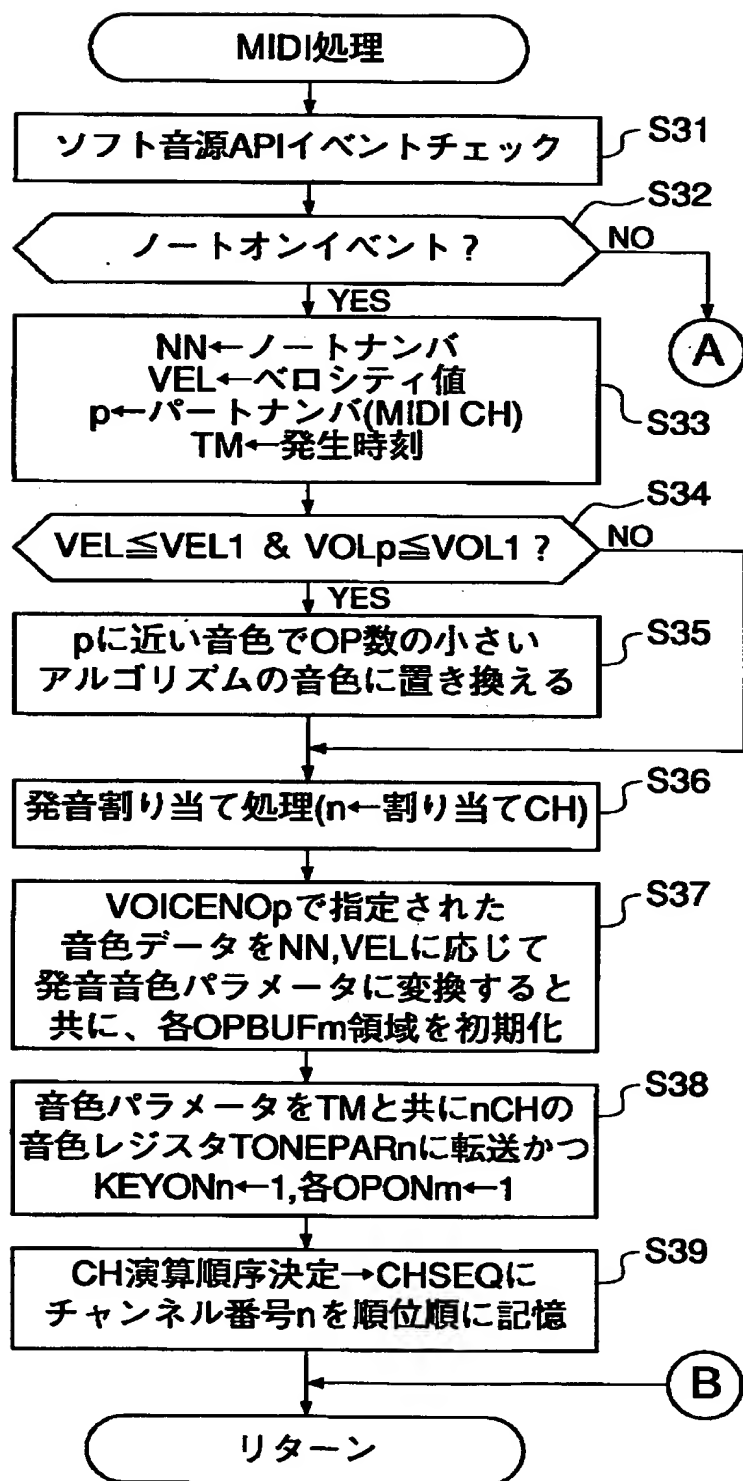 MIDI処理
ソフト音源APIイベントチェック
S31
S32
ノートオンイベント?
NO
YES
A
NN←ノートナンバ
VEL←ベロシティ値
p←パートナンバ(MIDI CH)
TM←発生時刻
S33
S34
VEL≦VEL1 & VOLp≦VOL1?
NO
YES
pに近い音色でOP数の小さい
アルゴリズムの音色に置き換える
S35
発音割り当て処理(n←割り当てCH)
S36
VOICENOpで指定された
音色データをNN,VELに応じて
発音音色パラメータに変換すると
共に、各OPBUFm領域を初期化
S37
音色パラメータをTMと共にnCHの
音色レジスタTONEPARnに転送かつ
KEYONn←1,各OPONm←1
S38
CH演算順序決定→CHSEQに
チャンネル番号nを順位順に記憶
S39
B
リターン